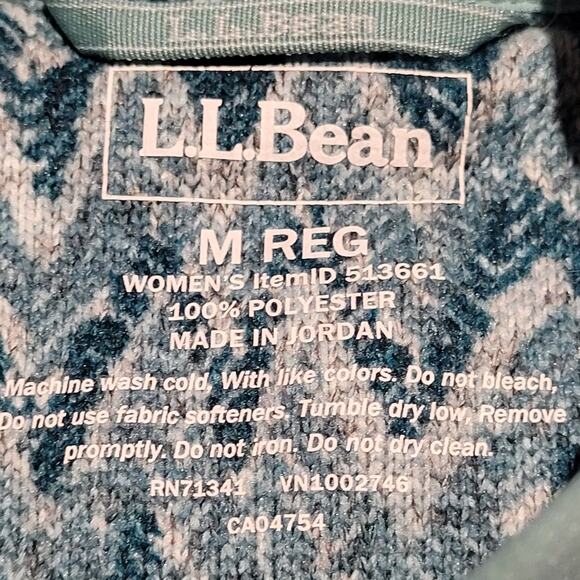 L.L.Bean
L.L.Bean
M REG
WOMEN'S ItemID 513661
100% POLYESTER
MADE IN JORDAN
Machine wash cold, With like colors. Do not bleach,
Do not use fabric softeners. Tumble dry low, Remove
promptly. Do not iron. Do not dry clean.
RN71341 VN1002746
CA04754